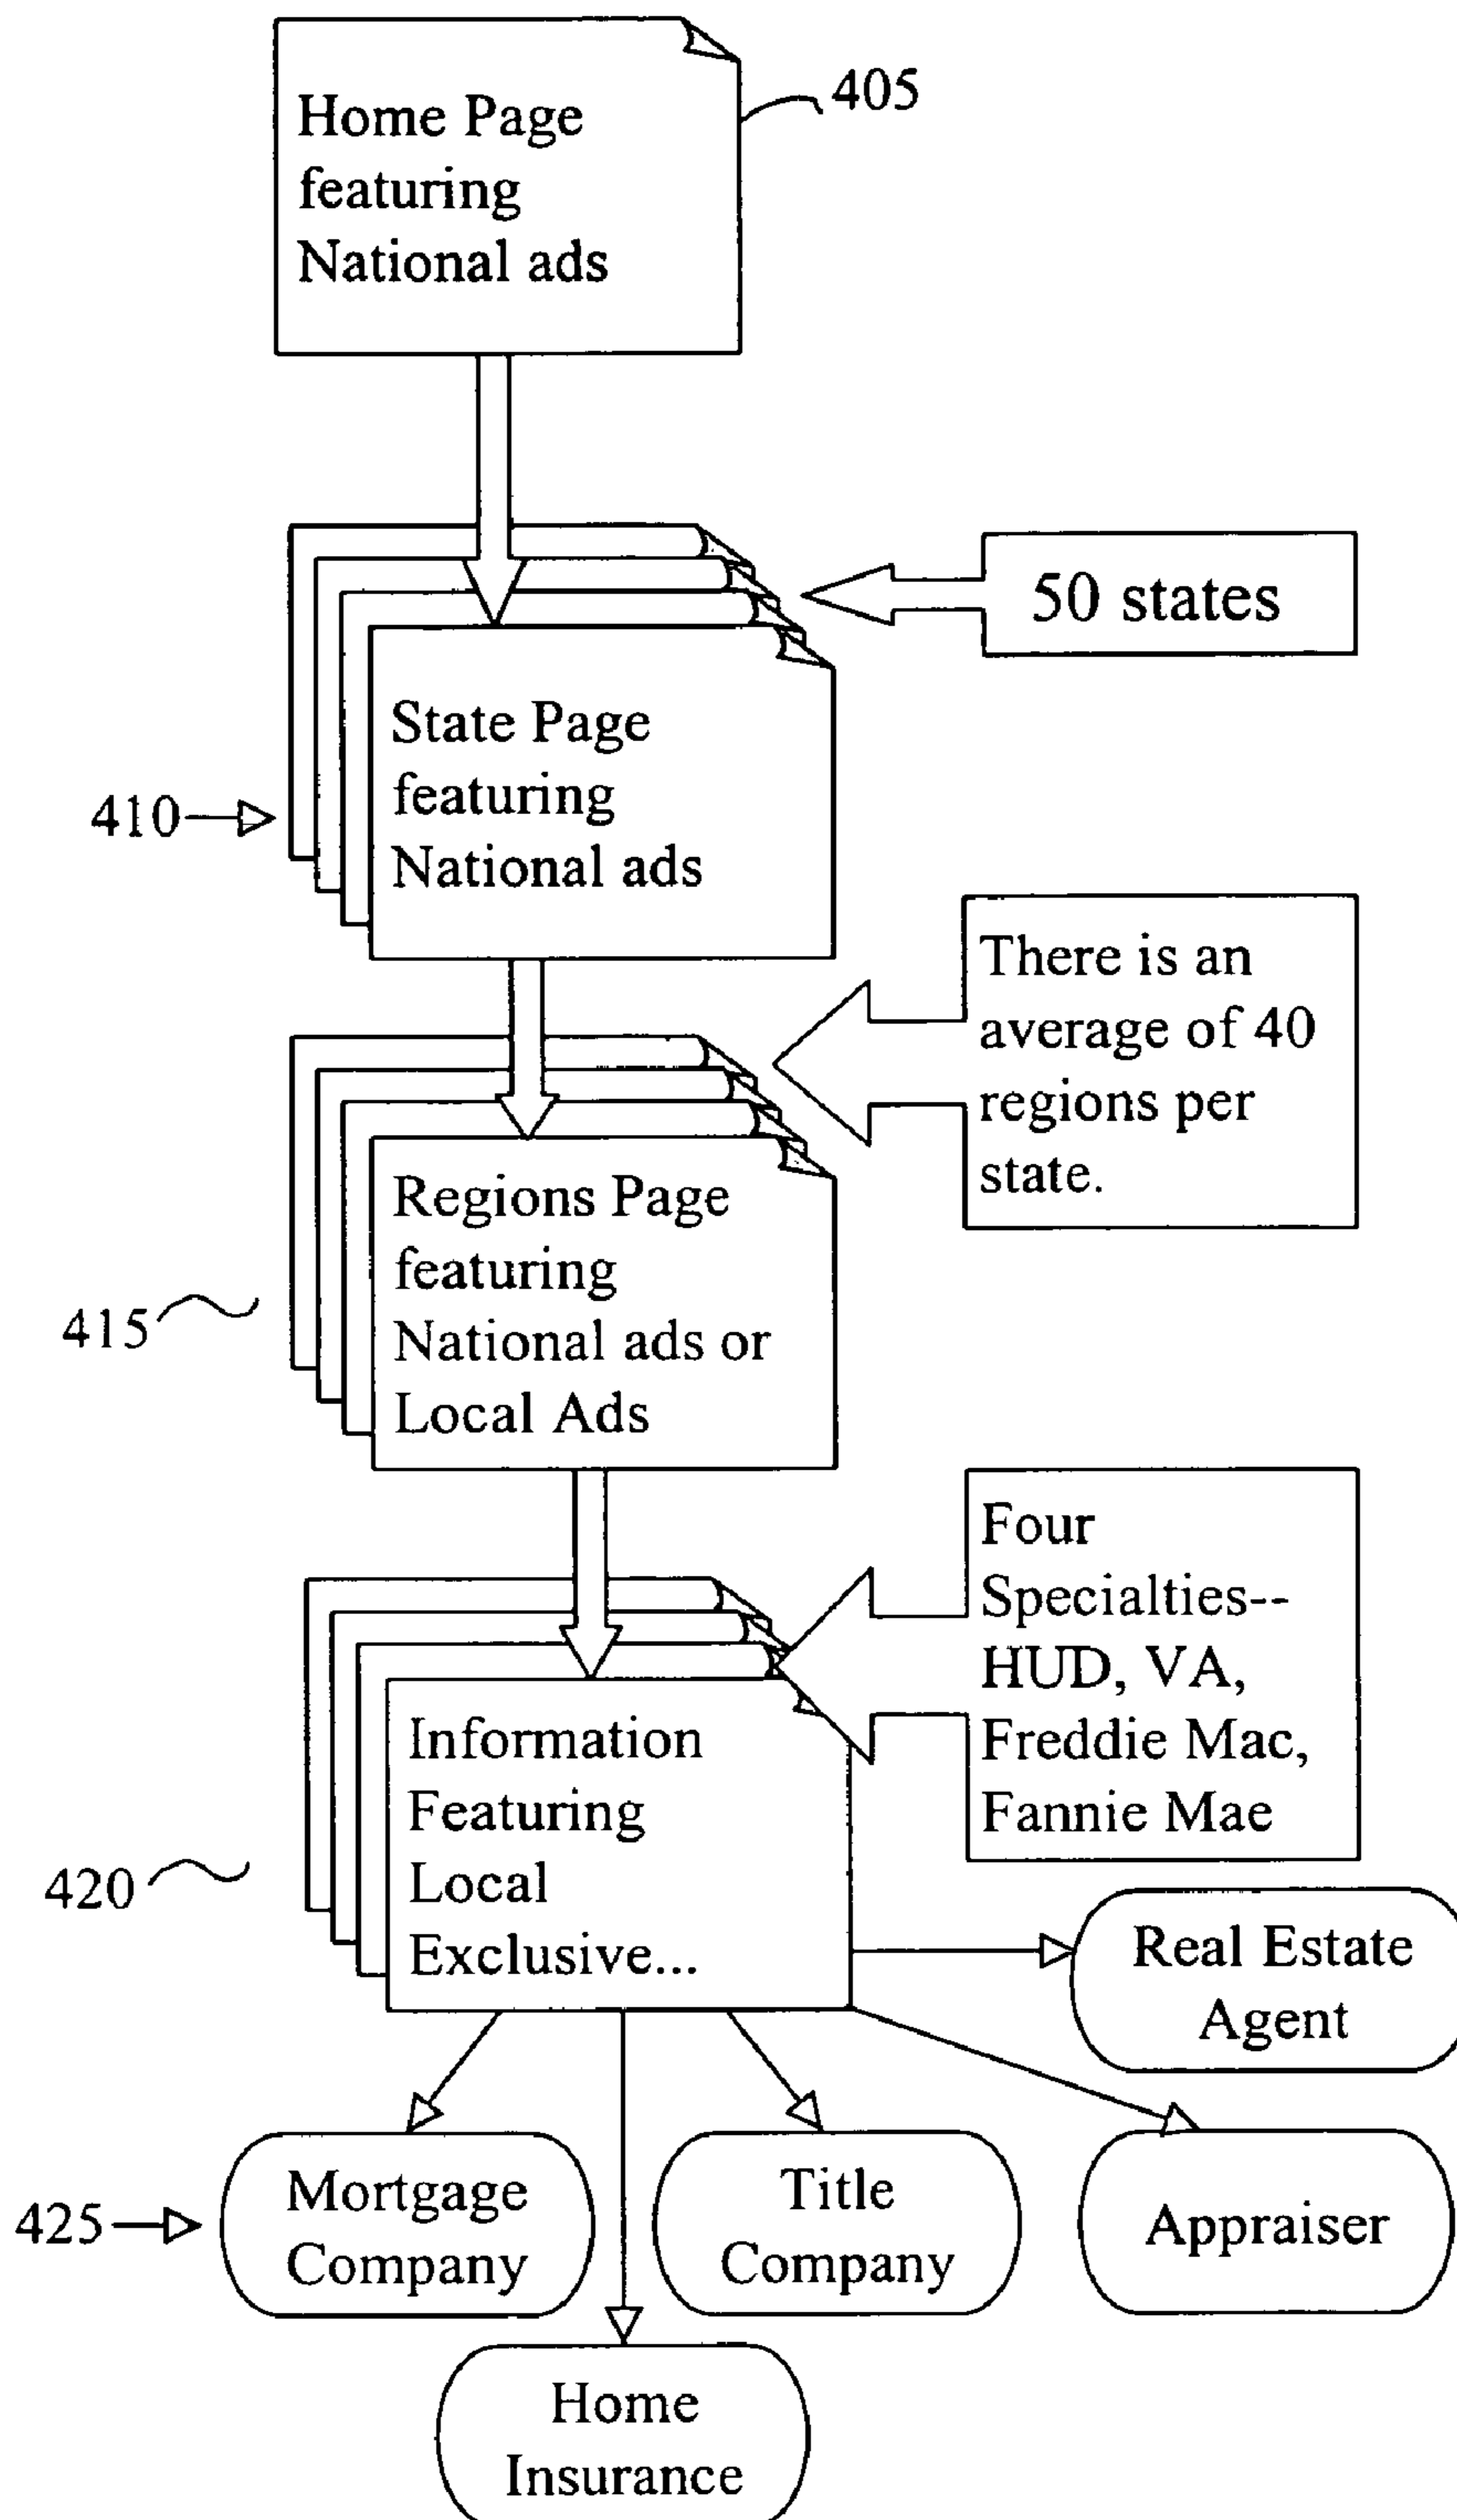 Home Page
featuring
National ads
405
50 states
State Page
featuring
National ads
410
There is an
average of 40
regions per
state.
Regions Page
featuring
National ads or
Local Ads
415
Four
Specialties--
HUD, VA,
Freddie Mac,
Fannie Mae
Information
Featuring
Local
Exclusive...
420
Real Estate
Agent
425
Mortgage
Company
Title
Company
Appraiser
Home
Insurance